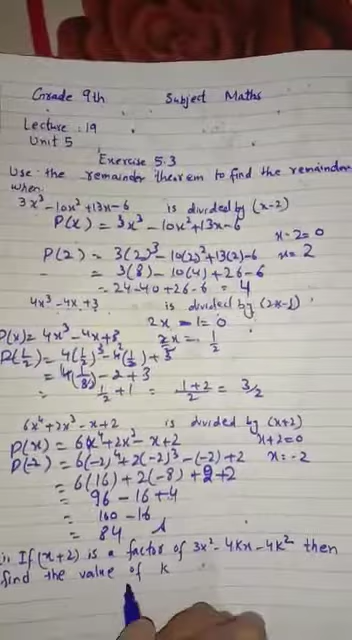 Grade 9th Subject Maths
Lecture :19
Unit 5
Exercise 5.3
Use the remainder theorem to find the remainder
when
3x³-10x²+13x-6 is divided by (x-2)
P(x) = 3x³-10x²+13x-6
x-2=0
P(2) = 3(2)³-10(2)²+13(2)-6 x=2
= 3(8)-10(4)+26-6
= 24-40+26-6 = 4
4x³-4x+3 is divided by (2x-1)
2x-1=0
P(x)= 4x³-4x+3 2x = 1/2
P(1/2)= 4(1/2)³-4(1/2)+3
= 4(1/8)-2+3
= 1/2+1 = 1+2/2 = 3/2
6x⁴+2x³-x+2 is divided by (x+2)
P(x) = 6x⁴+2x³-x+2 x+2=0
P(-2) = 6(-2)⁴+2(-2)³-(-2)+2 x=-2
= 6(16)+2(-8)+2+2
= 96-16+4
= 100-16
= 84
If (x+2) is a factor of 3x²-4kx-4k² then
find the value of k